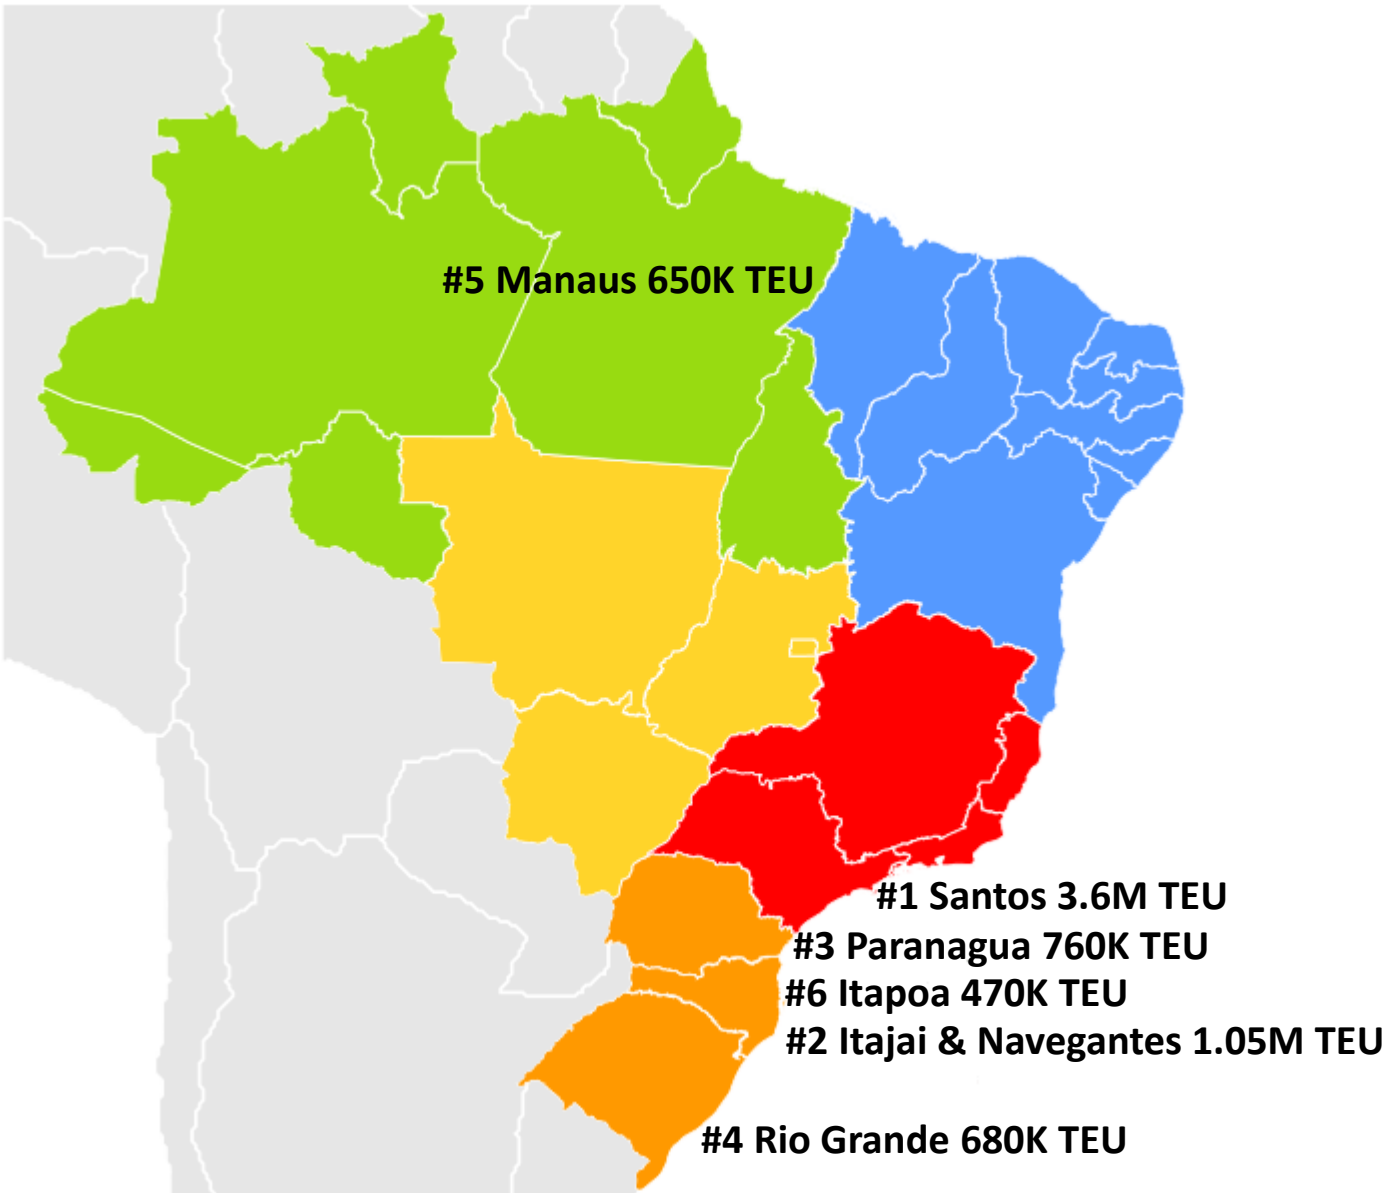 #5 Manaus 650K TEU
#1 Santos 3.6M TEU
#3 Paranagua 760K TEU
#6 Itapoa 470K TEU
#2 Itajai & Navegantes 1.05M TEU
#4 Rio Grande 680K TEU